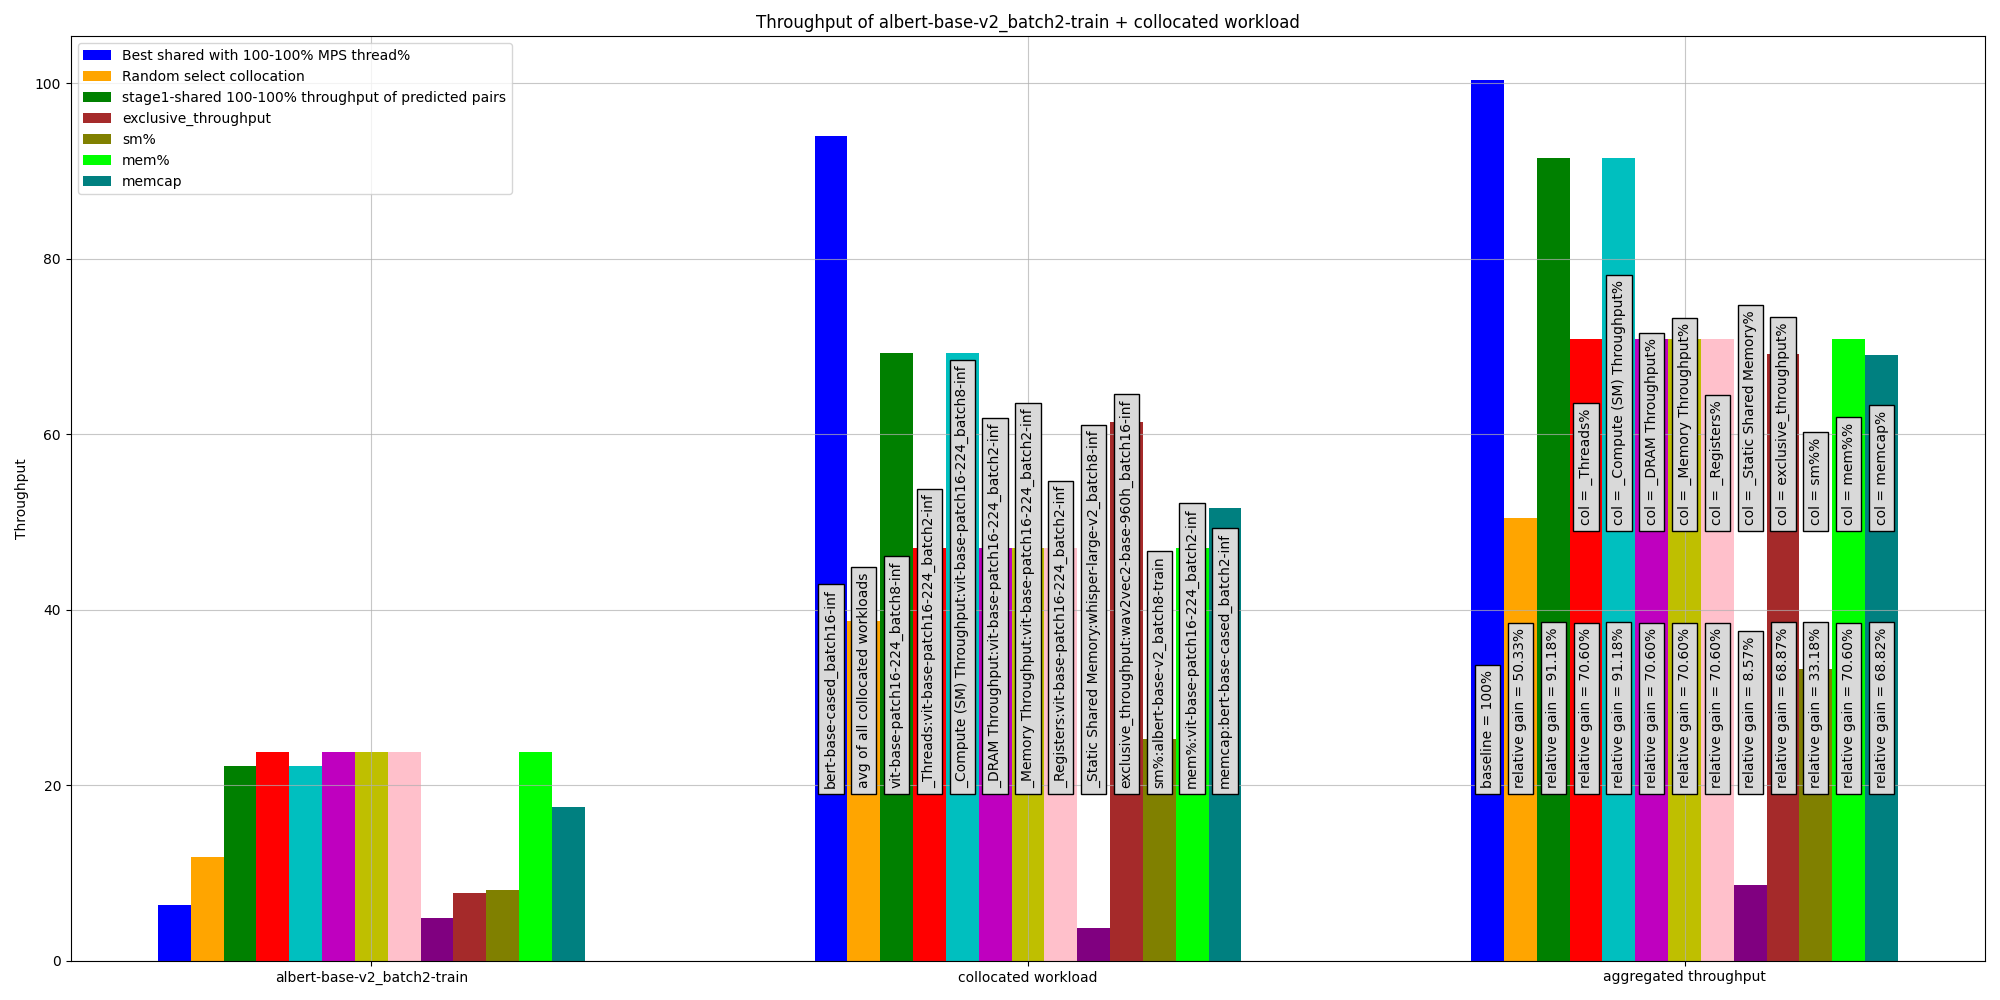 Throughput of albert-base-v2_batch2-train + collocated workload
Best shared with 100-100% MPS thread%
Random select collocation
stage1-shared 100-100% throughput of predicted pairs
exclusive_throughput
sm%
mem%
memcap
Throughput
100
80
60
40
20
0
bert-base-cased_batch16-inf
avg of all collocated workloads
vit-base-patch16-224_batch8-inf
_Threads:vit-base-patch16-224_batch2-inf
_Compute (SM) Throughput:vit-base-patch16-224_batch8-inf
_DRAM Throughput:vit-base-patch16-224_batch2-inf
_Memory Throughput:vit-base-patch16-224_batch2-inf
_Registers:vit-base-patch16-224_batch2-inf
_Static Shared Memory:whisper-large-v2_batch8-inf
exclusive_throughput:wav2vec2-base-960h_batch16-inf
sm%:albert-base-v2_batch8-train
mem%:vit-base-patch16-224_batch2-inf
memcap:bert-base-cased_batch2-inf
col = _Threads%
col = _Compute (SM) Throughput%
col = _DRAM Throughput%
col = _Memory Throughput%
col = _Registers%
col = _Static Shared Memory%
col = exclusive_throughput%
col = sm%%
col = mem%%
col = memcap%
baseline = 100%
relative gain = 50.33%
relative gain = 91.18%
relative gain = 70.60%
relative gain = 91.18%
relative gain = 70.60%
relative gain = 70.60%
relative gain = 70.60%
relative gain = 8.57%
relative gain = 68.87%
relative gain = 33.18%
relative gain = 70.60%
relative gain = 68.82%
albert-base-v2_batch2-train
collocated workload
aggregated throughput